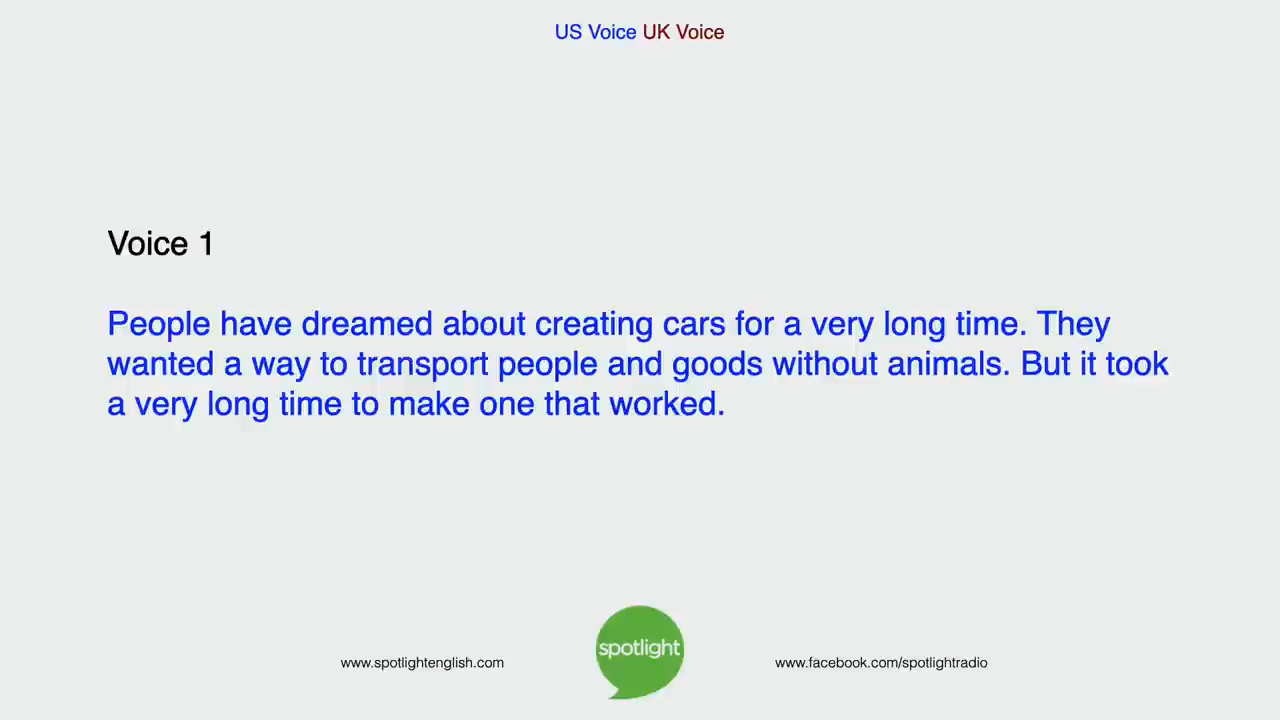 US Voice UK Voice
Voice 1
People have dreamed about creating cars for a very long time. They
wanted a way to transport people and goods without animals. But it took
a very long time to make one that worked.
spotlight
www.spotlightenglish.com
www.facebook.com/spotlightradio